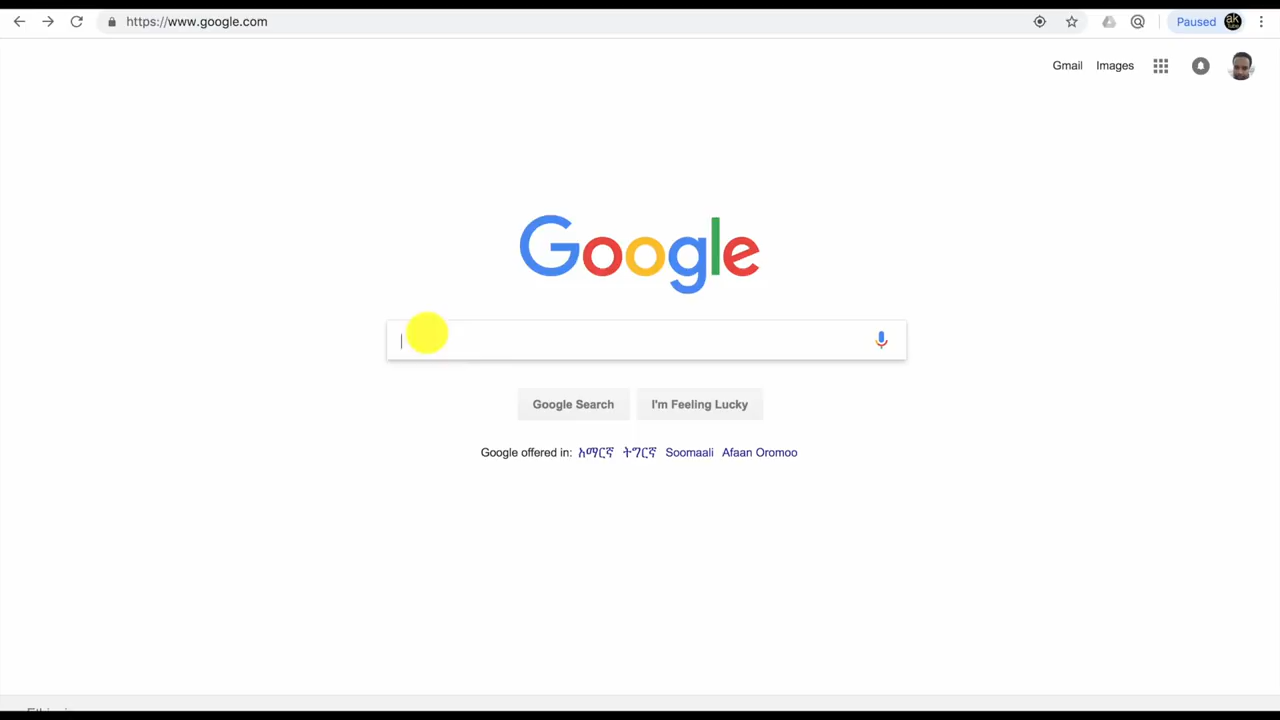 https://www.google.com
Paused
Gmail Images
Google
Google Search I'm Feeling Lucky
Google offered in: አማርኛ ትግርኛ Soomaali Afaan Oromoo